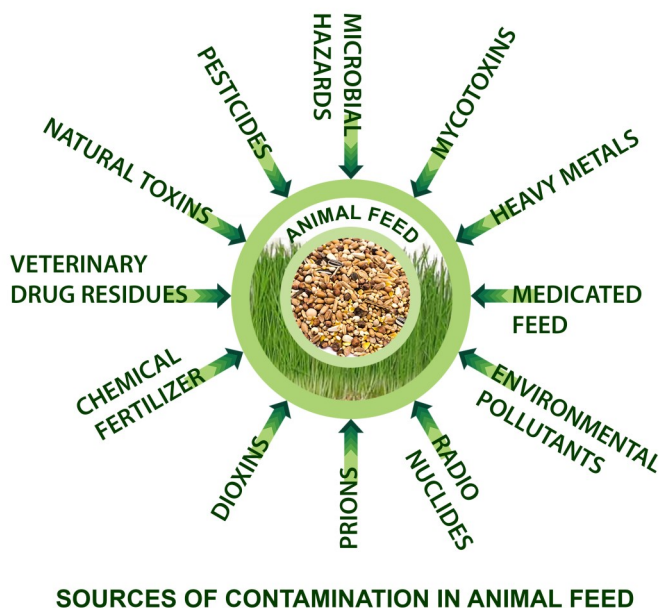 MICROBIAL
HAZARDS
MYCOTOXINS
HEAVY METALS
MEDICATED
FEED
ENVIRONMENTAL
POLLUTANTS
RADIO
NUCLIDES
PRIONS
DIOXINS
CHEMICAL
FERTILIZER
VETERINARY
DRUG RESIDUES
NATURAL TOXINS
PESTICIDES
ANIMAL FEED
SOURCES OF CONTAMINATION IN ANIMAL FEED